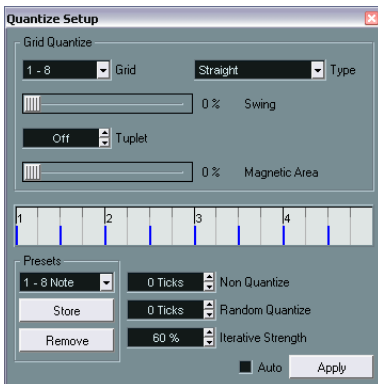 Quantize Setup
Grid Quantize
1 - 8 Grid Straight Type
0 % Swing
Off Tuplet
0 % Magnetic Area
1 2 3 4
Presets
1 - 8 Note 0 Ticks Non Quantize
Store 0 Ticks Random Quantize
Remove 60 % Iterative Strength
Auto Apply